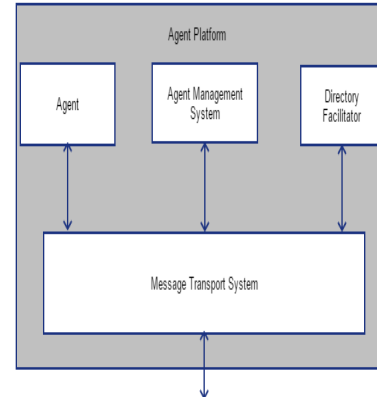 Agent Platform
Agent
Agent Management
System
Directory
Facilitator
Message Transport System